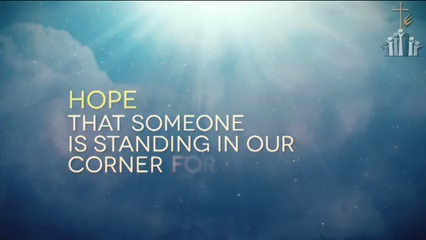 HOPE
THAT SOMEONE
IS STANDING IN OUR
CORNER FOR